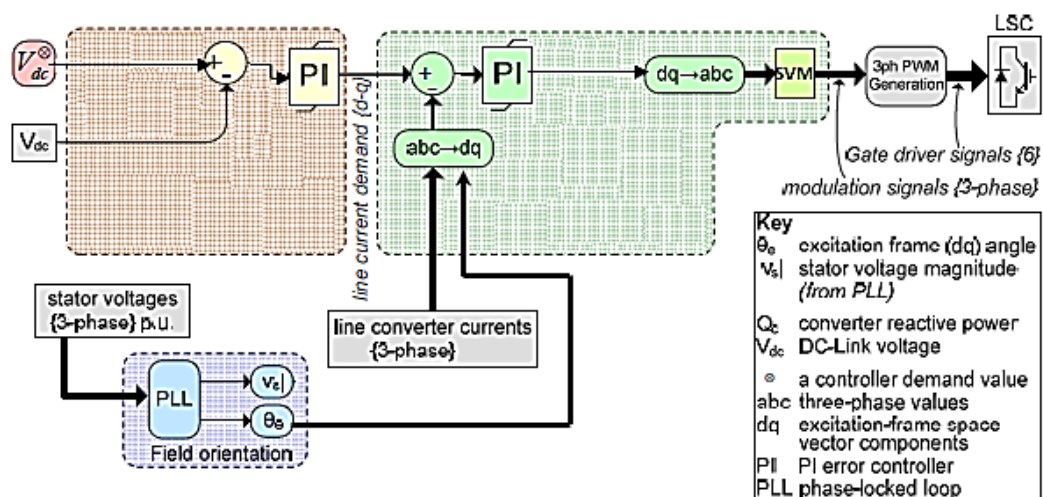 LSC
V⊗dc
+
-
PI
line current demand {d-q}
+
-
PI
dq→abc
SVM
3ph PWM
Generation
Vdc
abc→dq
Gate driver signals {6}
modulation signals {3-phase}
stator voltages
{3-phase} p.u.
line converter currents
{3-phase}
PLL
vs|
θe
Field orientation
Key
θe excitation frame (dq) angle
vs| stator voltage magnitude
(from PLL)
Qc converter reactive power
Vdc DC-Link voltage
⊗ a controller demand value
abc three-phase values
dq excitation-frame space
vector components
PI PI error controller
PLL phase-locked loop